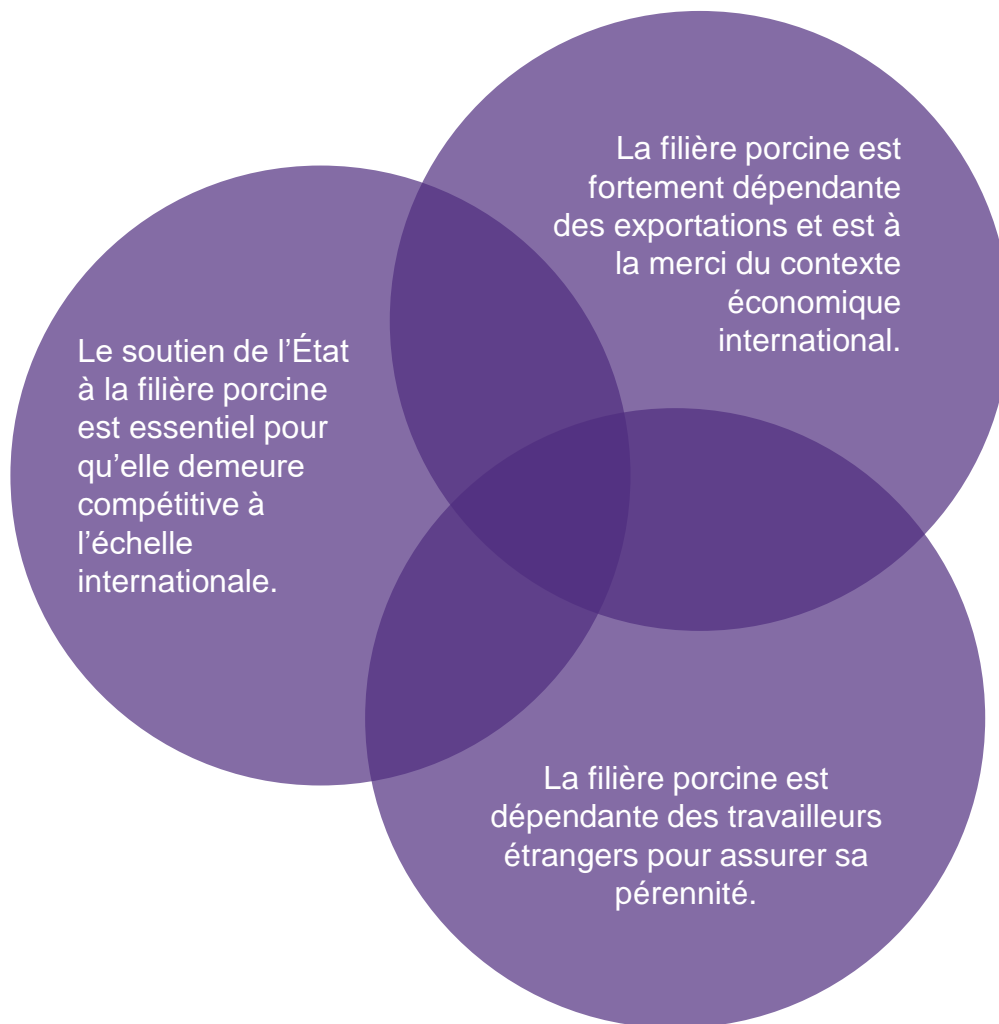 La filière porcine est
fortement dépendante
des exportations et est à
la merci du contexte
économique
international.
Le soutien de l’État
à la filière porcine
est essentiel pour
qu’elle demeure
compétitive à
l’échelle
internationale.
La filière porcine est
dépendante des travailleurs
étrangers pour assurer sa
pérennité.